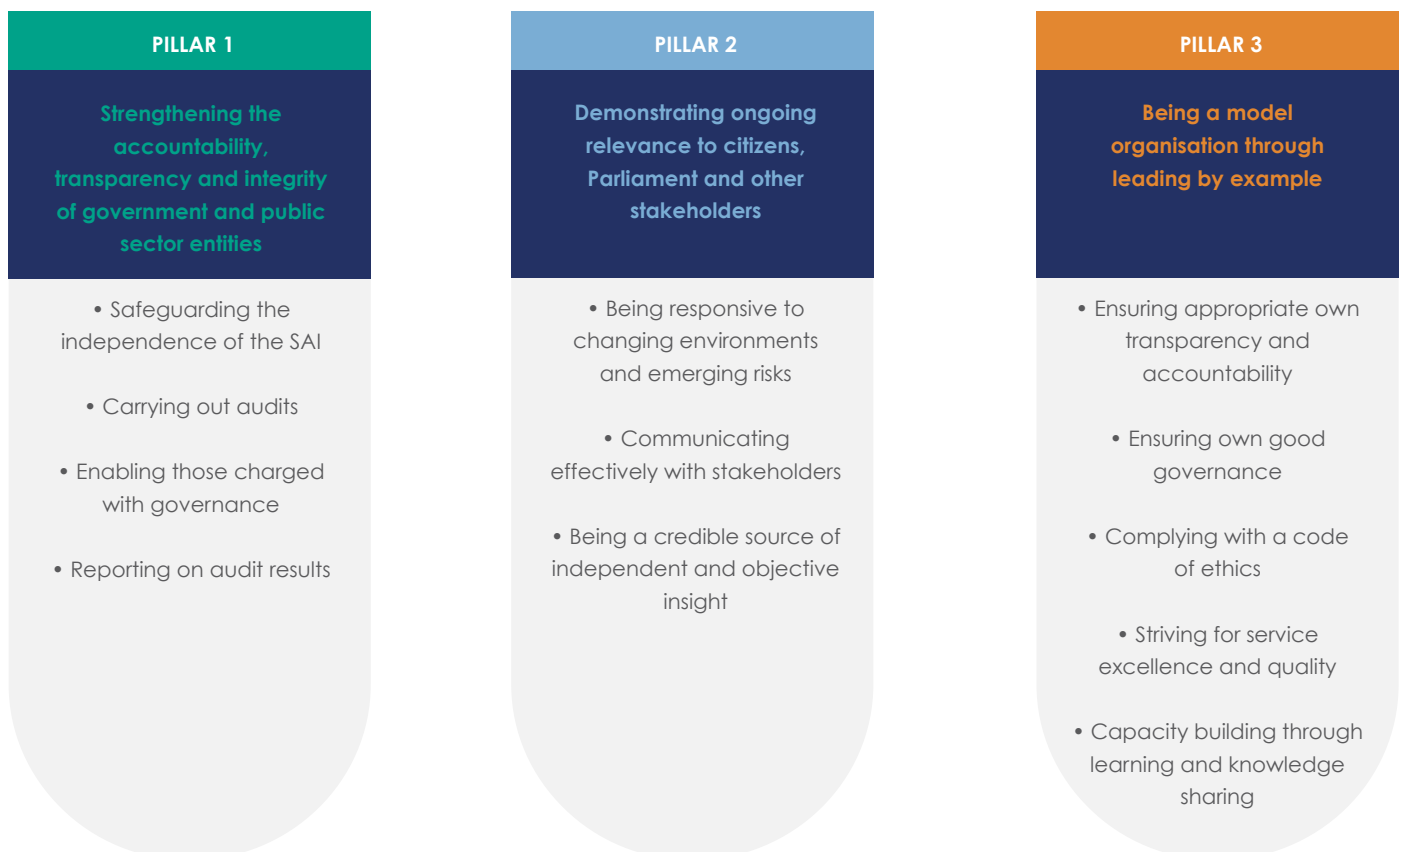 PILLAR 1
Strengthening the
accountability,
transparency and integrity
of government and public
sector entities
• Safeguarding the
independence of the SAI
• Carrying out audits
• Enabling those charged
with governance
• Reporting on audit results
PILLAR 2
Demonstrating ongoing
relevance to citizens,
Parliament and other
stakeholders
• Being responsive to
changing environments
and emerging risks
• Communicating
effectively with stakeholders
• Being a credible source of
independent and objective
insight
PILLAR 3
Being a model
organisation through
leading by example
• Ensuring appropriate own
transparency and
accountability
• Ensuring own good
governance
• Complying with a code
of ethics
• Striving for service
excellence and quality
• Capacity building through
learning and knowledge
sharing